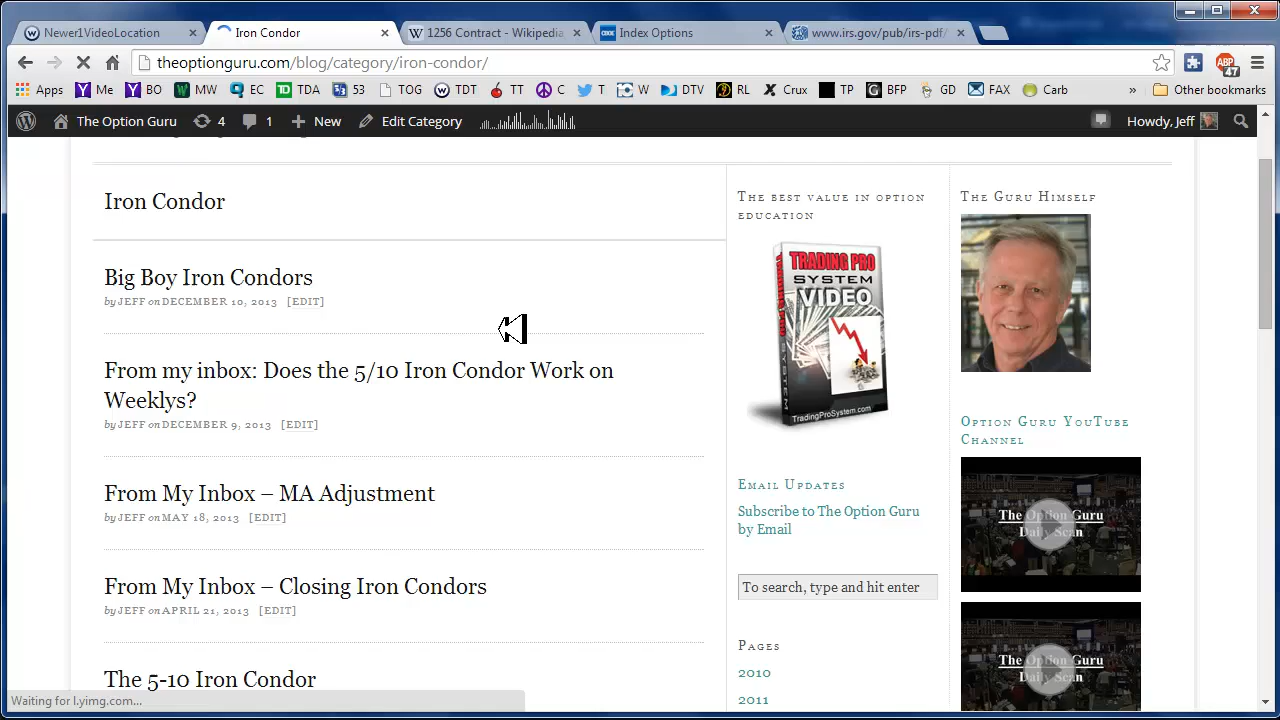 Newer1VideoLocation
Iron Condor
1256 Contract - Wikipedia
Index Options
www.irs.gov/pub/irs-pdf/
theoptionguru.com/blog/category/iron-condor/
ABP
47
Apps
Me
BO
MW
EC
TDA
53
TOG
TDT
TT
C
T
W
DTV
RL
Crux
TP
BFP
GD
FAX
Carb
»
Other bookmarks
The Option Guru
4
1
New
Edit Category
Howdy, Jeff
Iron Condor
Big Boy Iron Condors
by JEFF on DECEMBER 10, 2013 [EDIT]
From my inbox: Does the 5/10 Iron Condor Work on
Weeklys?
by JEFF on DECEMBER 9, 2013 [EDIT]
From My Inbox – MA Adjustment
by JEFF on MAY 18, 2013 [EDIT]
From My Inbox – Closing Iron Condors
by JEFF on APRIL 21, 2013 [EDIT]
The 5-10 Iron Condor
The best value in option
education
TRADING PRO
SYSTEM
VIDEO
TradingProSystem.com
Email Updates
Subscribe to The Option Guru
by Email
To search, type and hit enter
Pages
2010
2011
The Guru Himself
Option Guru YouTube
Channel
The Option Guru
Daily Scan
The Option Guru
Daily Scan
Waiting for l.yimg.com...